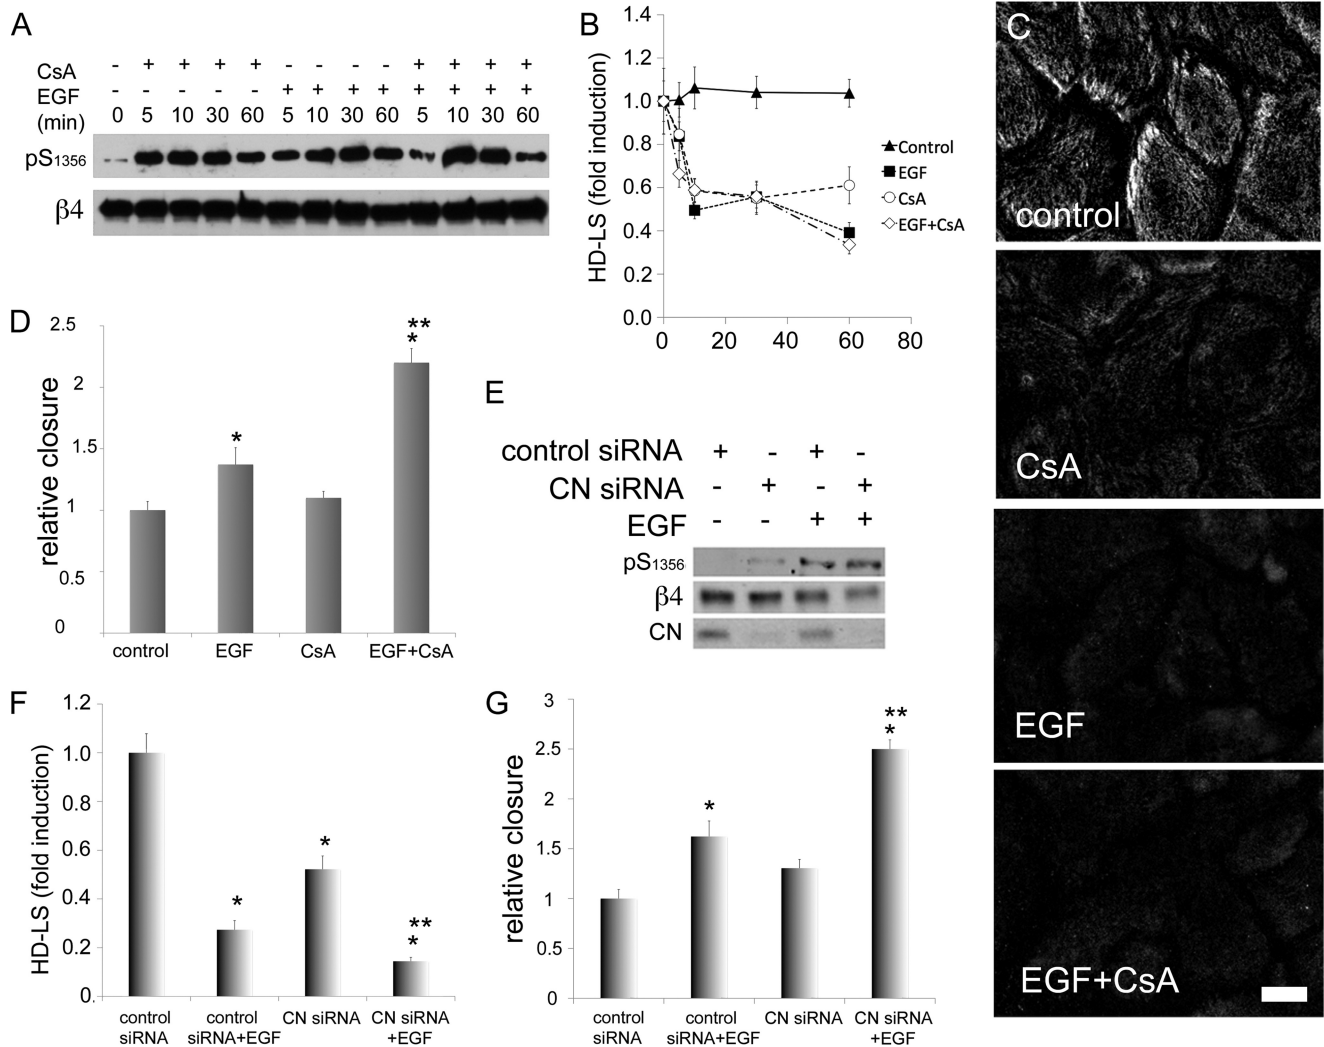 A
CsA - + + + + - - - - + + + +
EGF - - - - - + + + + + + + +
(min) 0 5 10 30 60 5 10 30 60 5 10 30 60
pS1356
β4
B
HD-LS (fold induction)
1.4
1.2
1.0
0.8
0.6
0.4
0.2
0.0
0 20 40 60 80
Control
EGF
CsA
EGF+CsA
C
control
CsA
EGF
EGF+CsA
D
relative closure
2.5
2
1.5
1
0.5
0
*
**
*
control EGF CsA EGF+CsA
E
control siRNA + - + -
CN siRNA - + - +
EGF - - + +
pS1356
β4
CN
F
HD-LS (fold induction)
1.2
1.0
0.8
0.6
0.4
0.2
0.
*
*
**
*
control control CN siRNA CN siRNA
siRNA siRNA+EGF +EGF
G
relative closure
3
2.5
2
1.5
1
0.5
0
*
**
*
control control CN siRNA CN siRNA
siRNA siRNA+EGF +EGF